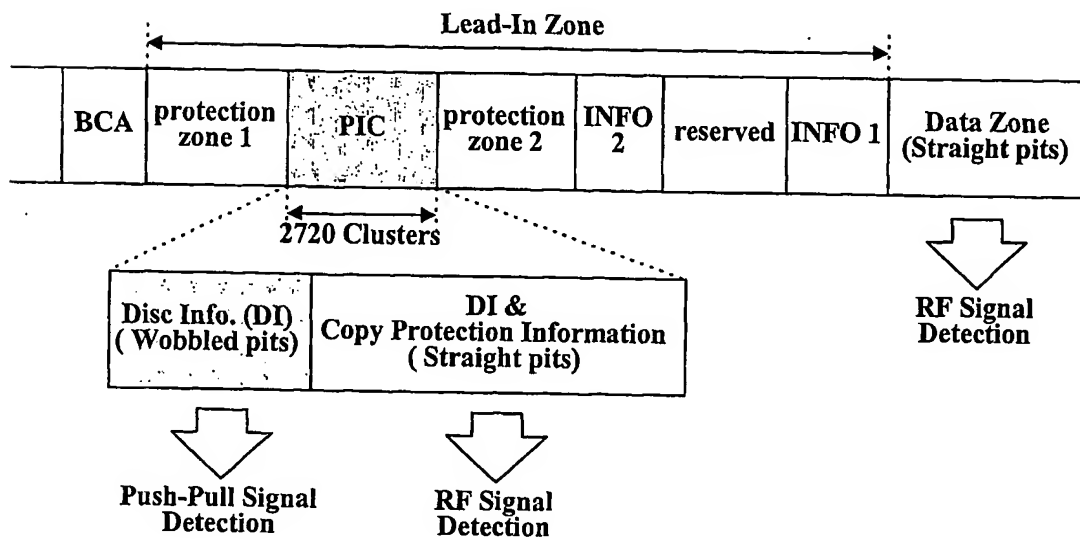 Lead-In Zone
BCA
protection
zone 1
PIC
protection
zone 2
INFO
2
reserved
INFO 1
Data Zone
(Straight pits)
2720 Clusters
Disc Info. (DI)
( Wobbled pits)
DI &
Copy Protection Information
( Straight pits)
RF Signal
Detection
Push-Pull Signal
Detection
RF Signal
Detection